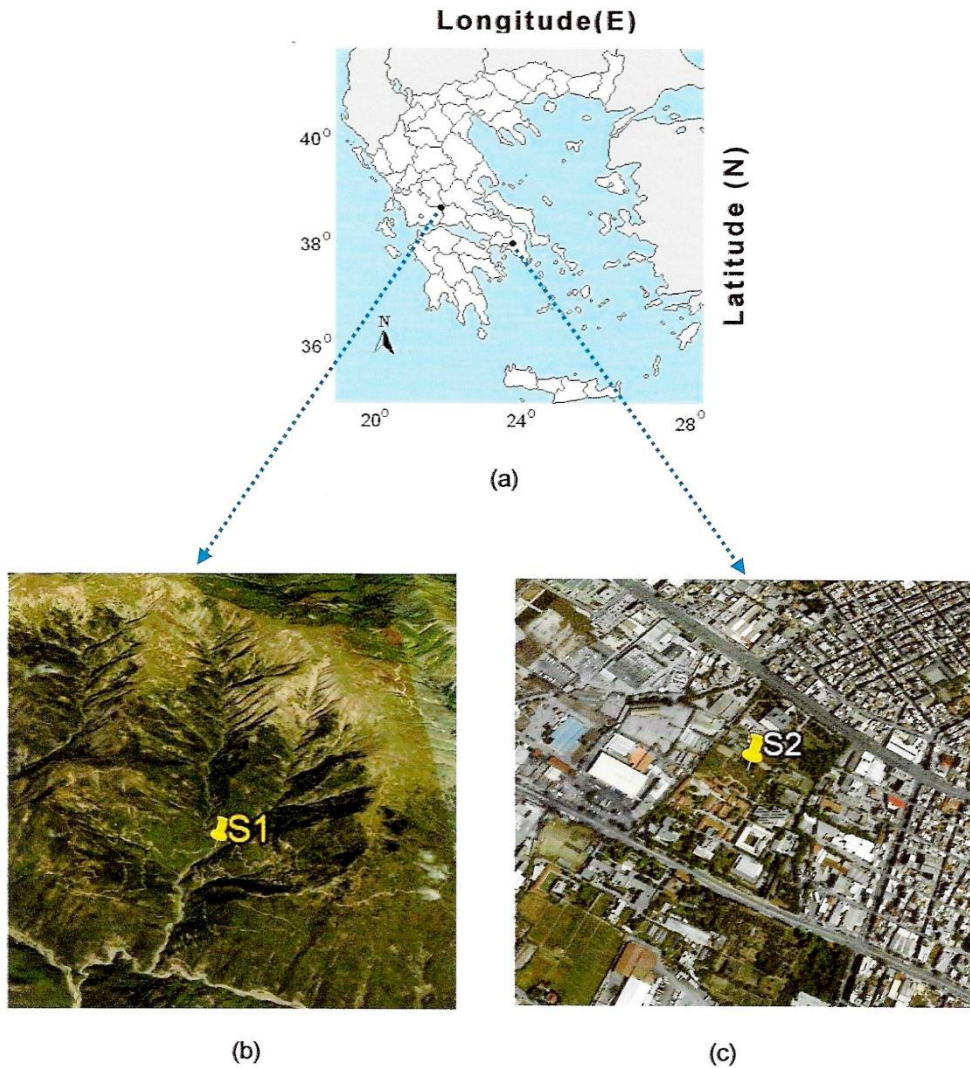 Longitude(E)
40°
38°
36°
Latitude (N)
N
20°
24°
28°
(a)
S1
S2
(b)
(c)